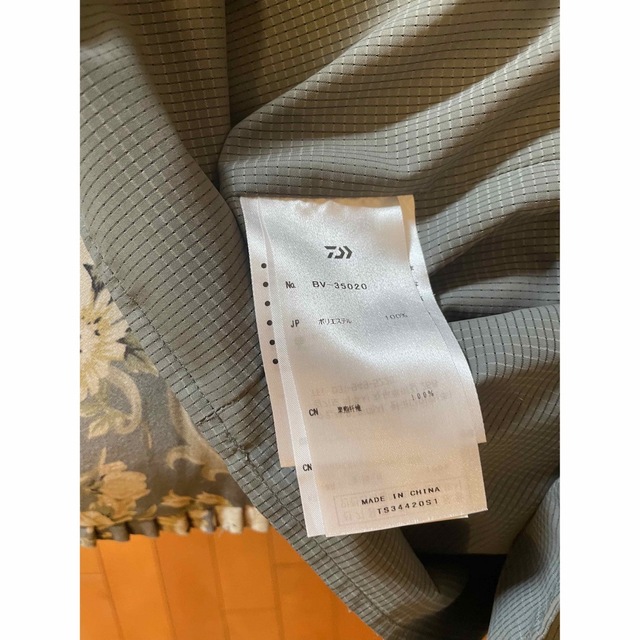 No. BV-35020
JP ポリエステル 100%
CN 聚酯纤维 100%
CN
MADE IN CHINA
TS34420S1